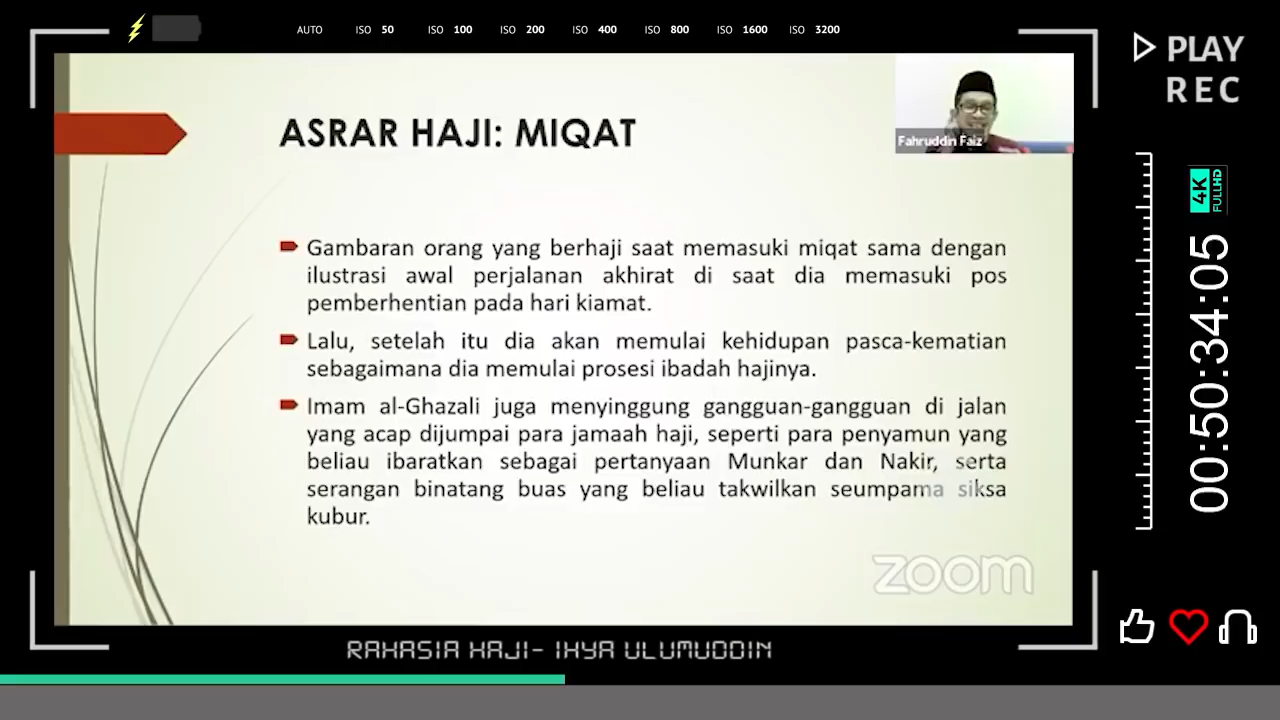 AUTO ISO 50 ISO 100 ISO 200 ISO 400 ISO 800 ISO 1600 ISO 3200
PLAY
REC
ASRAR HAJI: MIQAT
Fahruddin Faiz
4K
FULLHD
00:50:34:05
Gambaran orang yang berhaji saat memasuki miqat sama dengan
ilustrasi awal perjalanan akhirat di saat dia memasuki pos
pemberhentian pada hari kiamat.
Lalu, setelah itu dia akan memulai kehidupan pasca-kematian
sebagaimana dia memulai prosesi ibadah hajinya.
Imam al-Ghazali juga menyinggung gangguan-gangguan di jalan
yang acap dijumpai para jamaah haji, seperti para penyamun yang
beliau ibaratkan sebagai pertanyaan Munkar dan Nakir, serta
serangan binatang buas yang beliau takwilkan seumpama siksa
kubur.
zoom
RAHASIA HAJI- IHYA ULUMUDDIN